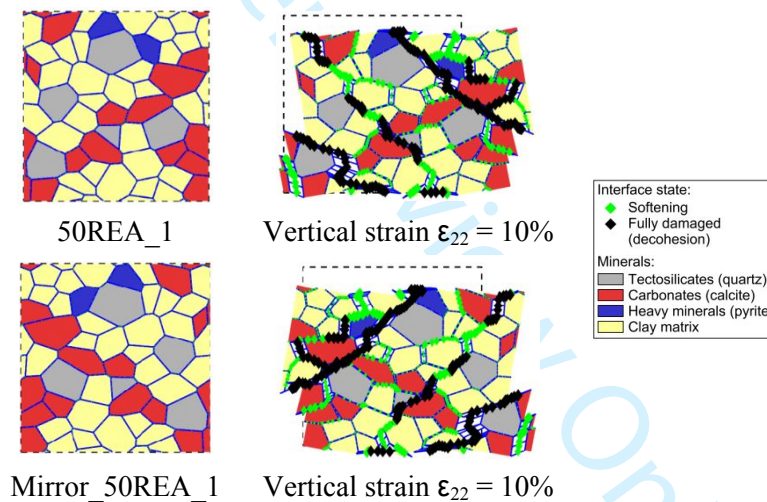 50REA_1
Vertical strain ε₂₂ = 10%
Interface state:
Softening
Fully damaged
(decohesion)
Minerals:
Tectosilicates (quartz)
Carbonates (calcite)
Heavy minerals (pyrite
Clay matrix
Mirror_50REA_1
Vertical strain ε₂₂ = 10%